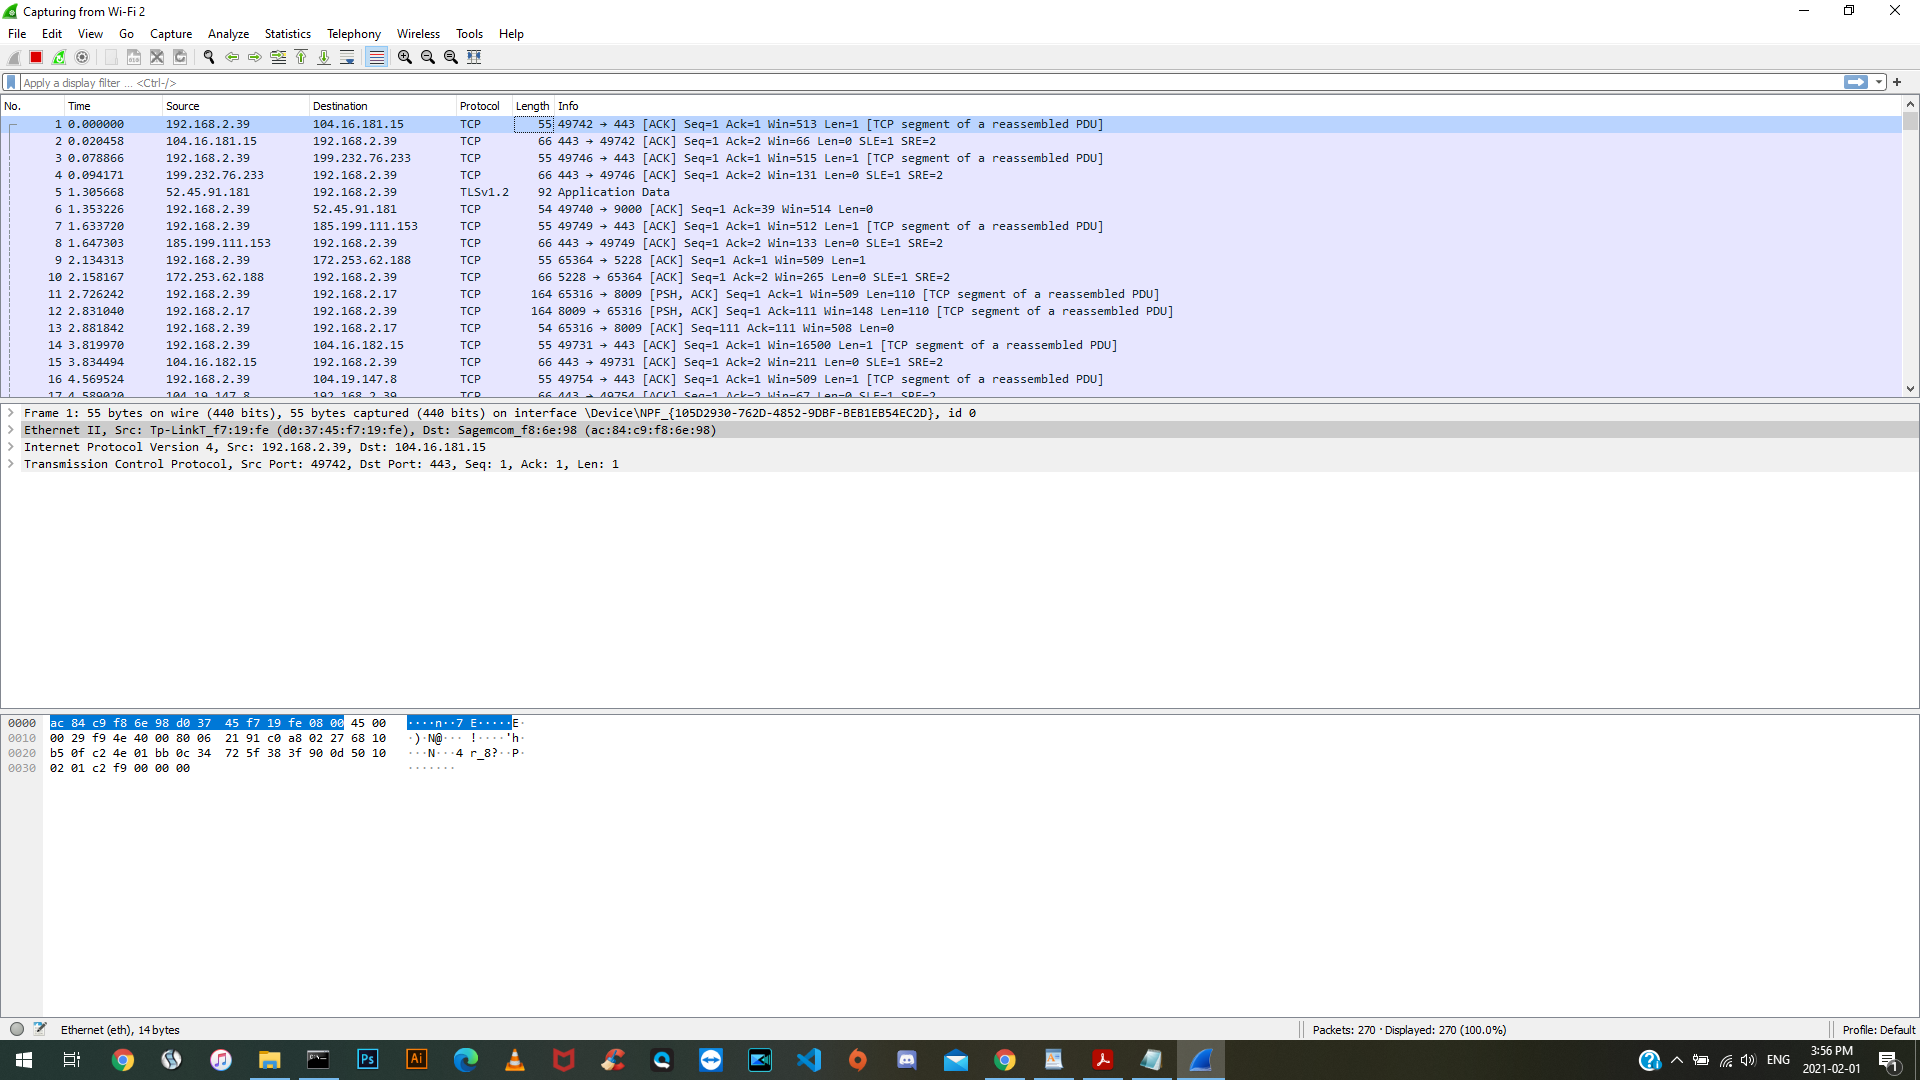 Capturing from Wi-Fi 2
File Edit View Go Capture Analyze Statistics Telephony Wireless Tools Help
Apply a display filter ... <Ctrl-/>
No. Time Source Destination Protocol Length Info
1 0.000000 192.168.2.39 104.16.181.15 TCP 55 49742 → 443 [ACK] Seq=1 Ack=1 Win=513 Len=1 [TCP segment of a reassembled PDU]
2 0.020458 104.16.181.15 192.168.2.39 TCP 66 443 → 49742 [ACK] Seq=1 Ack=2 Win=66 Len=0 SLE=1 SRE=2
3 0.078866 192.168.2.39 199.232.76.233 TCP 55 49746 → 443 [ACK] Seq=1 Ack=1 Win=515 Len=1 [TCP segment of a reassembled PDU]
4 0.094171 199.232.76.233 192.168.2.39 TCP 66 443 → 49746 [ACK] Seq=1 Ack=2 Win=131 Len=0 SLE=1 SRE=2
5 1.305668 52.45.91.181 192.168.2.39 TLSv1.2 92 Application Data
6 1.353226 192.168.2.39 52.45.91.181 TCP 54 49740 → 9000 [ACK] Seq=1 Ack=39 Win=514 Len=0
7 1.633720 192.168.2.39 185.199.111.153 TCP 55 49749 → 443 [ACK] Seq=1 Ack=1 Win=512 Len=1 [TCP segment of a reassembled PDU]
8 1.647303 185.199.111.153 192.168.2.39 TCP 66 443 → 49749 [ACK] Seq=1 Ack=2 Win=133 Len=0 SLE=1 SRE=2
9 2.134313 192.168.2.39 172.253.62.188 TCP 55 65364 → 5228 [ACK] Seq=1 Ack=1 Win=509 Len=1
10 2.158167 172.253.62.188 192.168.2.39 TCP 66 5228 → 65364 [ACK] Seq=1 Ack=2 Win=265 Len=0 SLE=1 SRE=2
11 2.726242 192.168.2.39 192.168.2.17 TCP 164 65316 → 8009 [PSH, ACK] Seq=1 Ack=1 Win=509 Len=110 [TCP segment of a reassembled PDU]
12 2.831040 192.168.2.17 192.168.2.39 TCP 164 8009 → 65316 [PSH, ACK] Seq=1 Ack=111 Win=148 Len=110 [TCP segment of a reassembled PDU]
13 2.881842 192.168.2.39 192.168.2.17 TCP 54 65316 → 8009 [ACK] Seq=111 Ack=111 Win=508 Len=0
14 3.819970 192.168.2.39 104.16.182.15 TCP 55 49731 → 443 [ACK] Seq=1 Ack=1 Win=16500 Len=1 [TCP segment of a reassembled PDU]
15 3.834494 104.16.182.15 192.168.2.39 TCP 66 443 → 49731 [ACK] Seq=1 Ack=2 Win=211 Len=0 SLE=1 SRE=2
16 4.569524 192.168.2.39 104.19.147.8 TCP 55 49754 → 443 [ACK] Seq=1 Ack=1 Win=509 Len=1 [TCP segment of a reassembled PDU]
17 4.589020 104.19.147.8 192.168.2.39 TCP 66 443 → 49754 [ACK] Seq=1 Ack=2 Win=67 Len=0 SLE=1 SRE=2
Frame 1: 55 bytes on wire (440 bits), 55 bytes captured (440 bits) on interface \Device\NPF_{105D2930-762D-4852-9DBF-BEB1EB54EC2D}, id 0
Ethernet II, Src: Tp-LinkT_f7:19:fe (d0:37:45:f7:19:fe), Dst: Sagemcom_f8:6e:98 (ac:84:c9:f8:6e:98)
Internet Protocol Version 4, Src: 192.168.2.39, Dst: 104.16.181.15
Transmission Control Protocol, Src Port: 49742, Dst Port: 443, Seq: 1, Ack: 1, Len: 1
0000 ac 84 c9 f8 6e 98 d0 37 45 f7 19 fe 08 00 45 00 ····n··7 E·····E·
0010 00 29 f9 4e 40 00 80 06 21 91 c0 a8 02 27 68 10 ·)·N@··· !····'h·
0020 b5 0f c2 4e 01 bb 0c 34 72 5f 38 3f 90 0d 50 10 ···N···4 r_8?··P·
0030 02 01 c2 f9 00 00 00 ·······
Ethernet (eth), 14 bytes Packets: 270 · Displayed: 270 (100.0%) Profile: Default
Ps Ai ENG 3:56 PM
2021-02-01 1